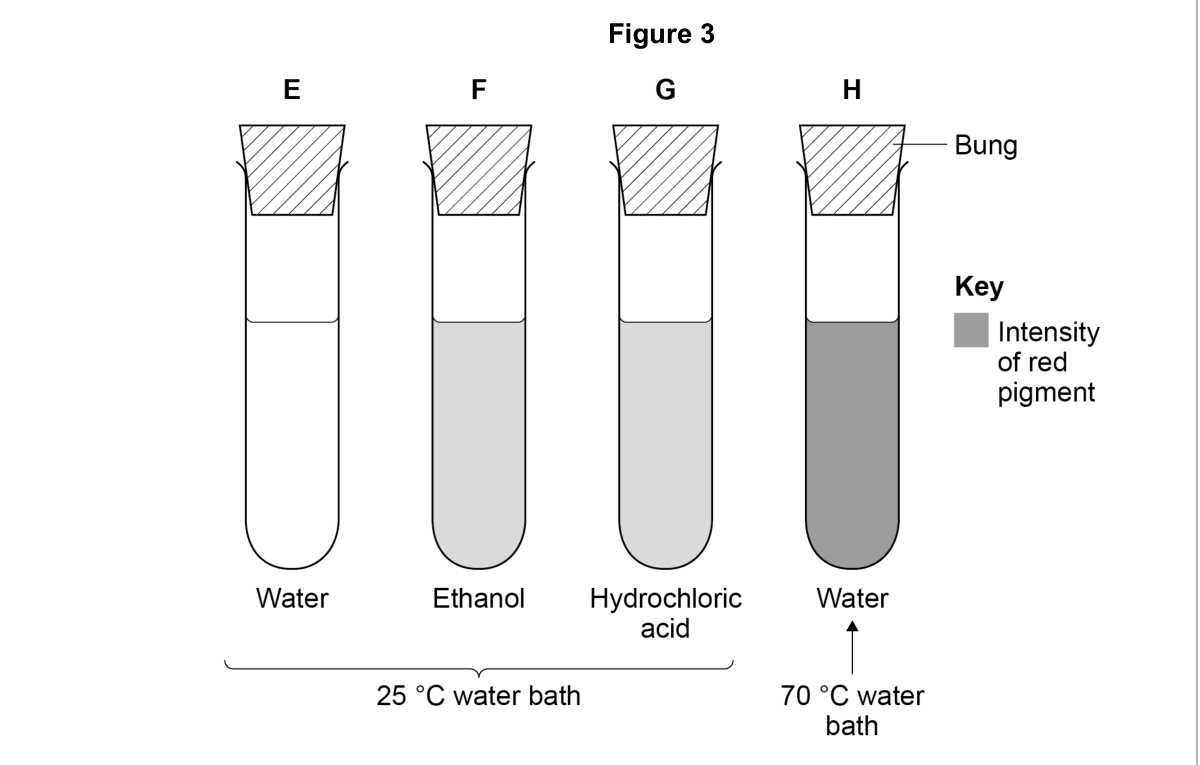 Figure 3
E
F
G
H
Bung
Key
Intensity
of red
pigment
Water
Ethanol
Hydrochloric
acid
Water
25 °C water bath
70 °C water
bath